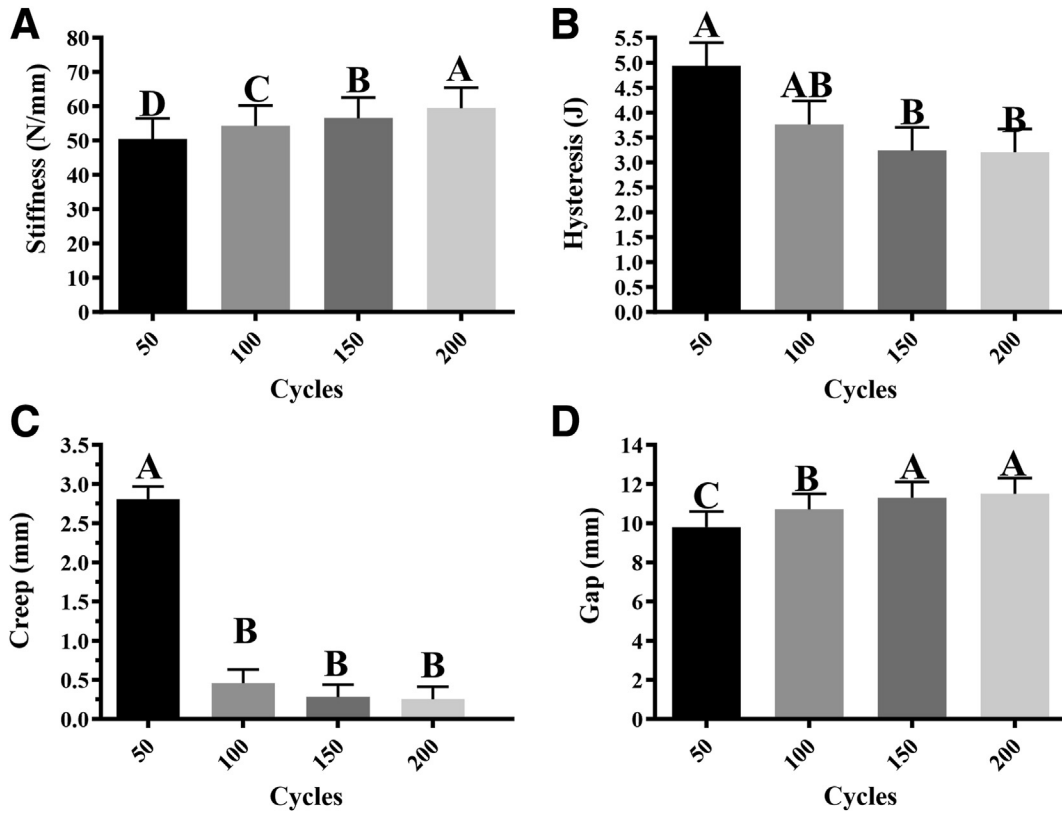 A
Stiffness (N/mm)
80
70
60
50
40
30
20
10
0
D
C
B
A
50
100
150
200
Cycles
B
Hysteresis (J)
5.5
5.0
4.5
4.0
3.5
3.0
2.5
2.0
1.5
1.0
0.5
0.0
A
AB
B
B
50
100
150
200
Cycles
C
Creep (mm)
3.5
3.0
2.5
2.0
1.5
1.0
0.5
0.0
A
B
B
B
50
100
150
200
Cycles
D
Gap (mm)
14
12
10
8
6
4
2
0
C
B
A
A
50
100
150
200
Cycles